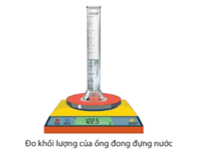 Đo khối lượng của ống đong đựng nước